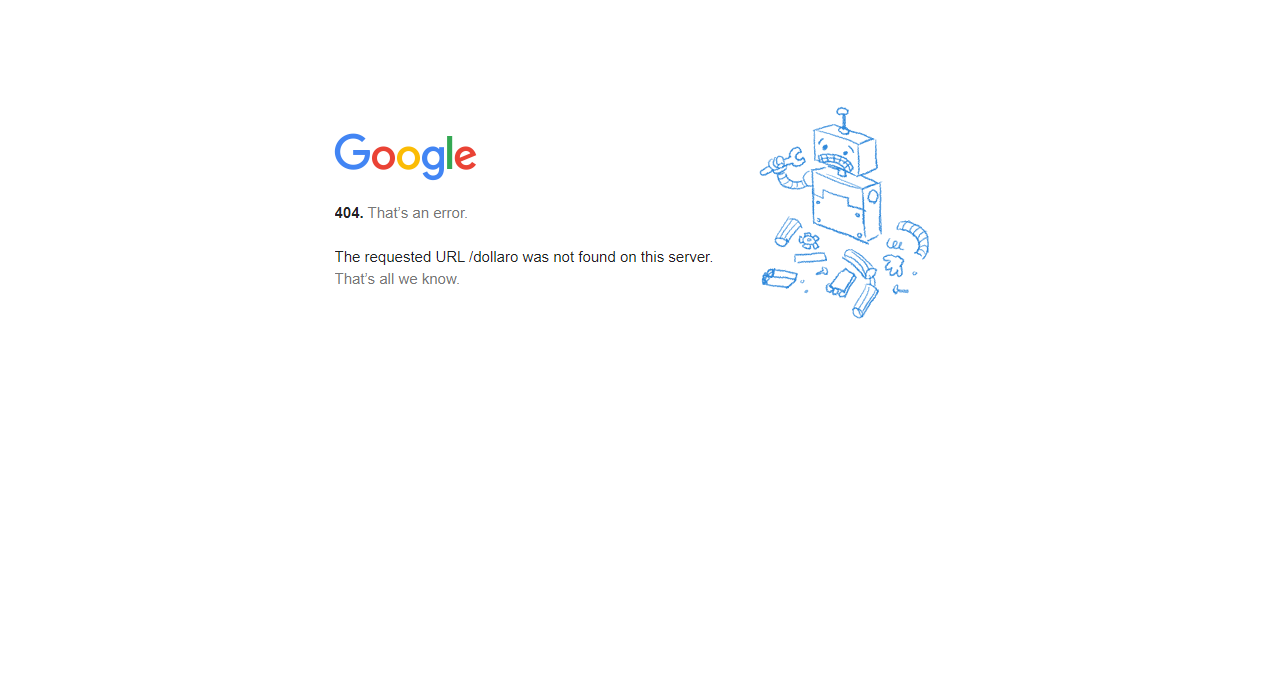 Google
404. That’s an error.
The requested URL /dollaro was not found on this server.
That’s all we know.